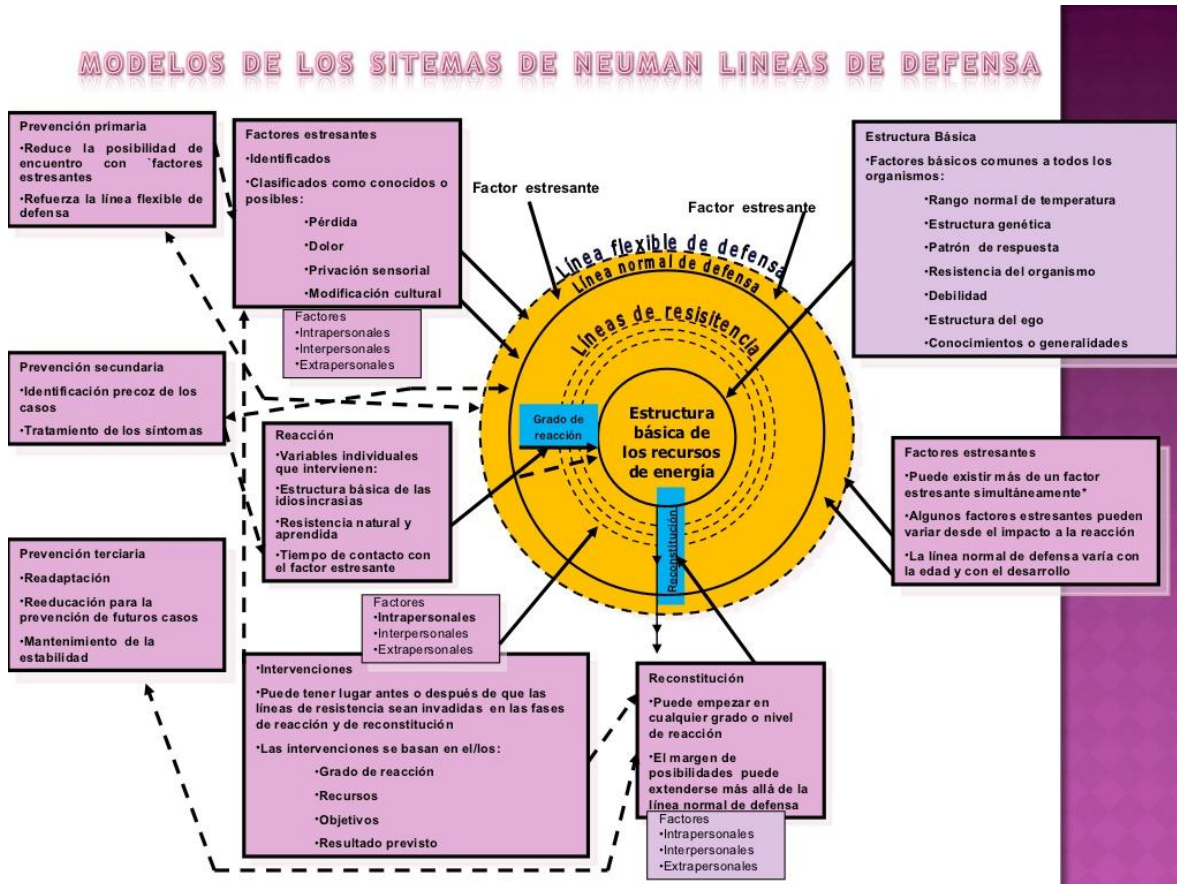 MODELOS DE LOS SITEMAS DE NEUMAN LINEAS DE DEFENSA
Prevención primaria
•Reduce la posibilidad de
encuentro con `factores
estresantes
•Refuerza la línea flexible de
defensa
Factores estresantes
•Identificados
•Clasificados como conocidos o
posibles:
•Pérdida
•Dolor
•Privación sensorial
•Modificación cultural
Factores
•Intrapersonales
•Interpersonales
•Extrapersonales
Factor estresante
Factor estresante
Estructura Básica
•Factores básicos comunes a todos los
organismos:
•Rango normal de temperatura
•Estructura genética
•Patrón de respuesta
•Resistencia del organismo
•Debilidad
•Estructura del ego
•Conocimientos o generalidades
Línea flexible de defensa
Línea normal de defensa
Líneas de resisitencia
Grado de
reacción
Estructura
básica de
los recursos
de energía
Reconstitución
Prevención secundaria
•Identificación precoz de los
casos
•Tratamiento de los síntomas
Reacción
•Variables individuales
que intervienen:
•Estructura básica de las
idiosincrasias
•Resistencia natural y
aprendida
•Tiempo de contacto con
el factor estresante
Factores estresantes
•Puede existir más de un factor
estresante simultáneamente*
•Algunos factores estresantes pueden
variar desde el impacto a la reacción
•La línea normal de defensa varía con
la edad y con el desarrollo
Prevención terciaria
•Readaptación
•Reeducación para la
prevención de futuros casos
•Mantenimiento de la
estabilidad
Factores
•Intrapersonales
•Interpersonales
•Extrapersonales
•Intervenciones
•Puede tener lugar antes o después de que las
líneas de resistencia sean invadidas en las fases
de reacción y de reconstitución
•Las intervenciones se basan en el/los:
•Grado de reacción
•Recursos
•Objetivos
•Resultado previsto
Reconstitución
•Puede empezar en
cualquier grado o nivel
de reacción
•El margen de
posibilidades puede
extenderse más allá de la
línea normal de defensa
Factores
•Intrapersonales
•Interpersonales
•Extrapersonales